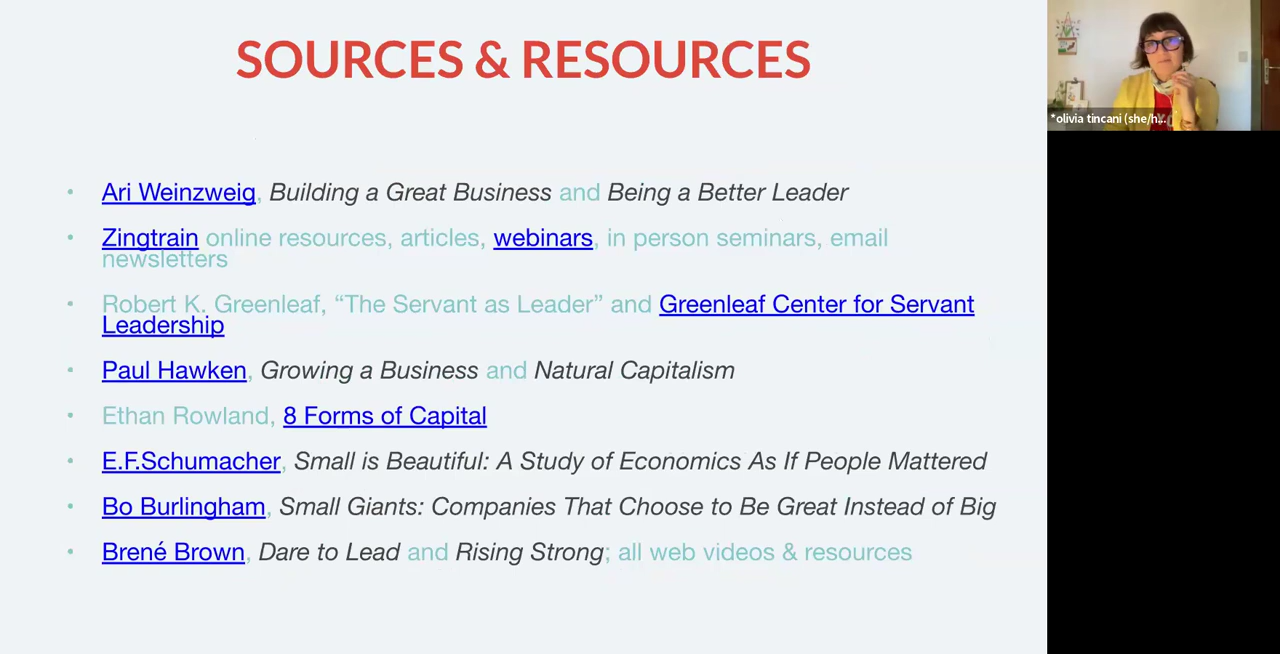 SOURCES & RESOURCES
*olivia tincani (she/h...
• Ari Weinzweig, Building a Great Business and Being a Better Leader
• Zingtrain online resources, articles, webinars, in person seminars, email
newsletters
• Robert K. Greenleaf, “The Servant as Leader” and Greenleaf Center for Servant
Leadership
• Paul Hawken, Growing a Business and Natural Capitalism
• Ethan Rowland, 8 Forms of Capital
• E.F.Schumacher, Small is Beautiful: A Study of Economics As If People Mattered
• Bo Burlingham, Small Giants: Companies That Choose to Be Great Instead of Big
• Brené Brown, Dare to Lead and Rising Strong; all web videos & resources